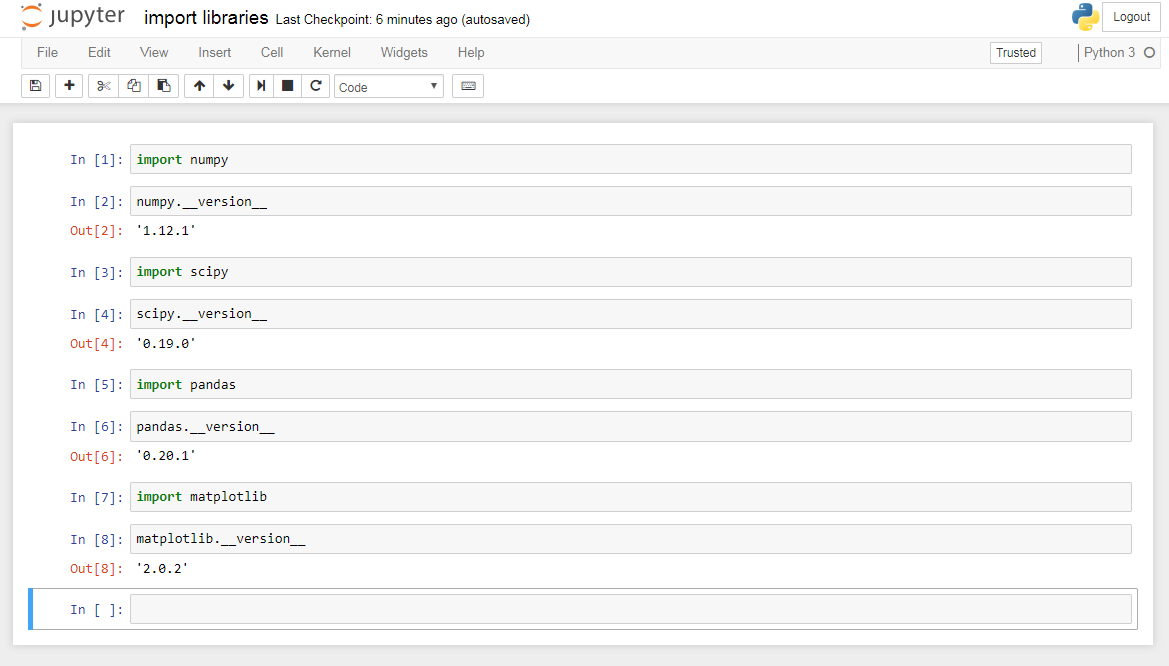 jupyter import libraries Last Checkpoint: 6 minutes ago (autosaved) Logout
File Edit View Insert Cell Kernel Widgets Help Trusted Python 3
Code
In [1]: import numpy
In [2]: numpy.__version__
Out[2]: '1.12.1'
In [3]: import scipy
In [4]: scipy.__version__
Out[4]: '0.19.0'
In [5]: import pandas
In [6]: pandas.__version__
Out[6]: '0.20.1'
In [7]: import matplotlib
In [8]: matplotlib.__version__
Out[8]: '2.0.2'
In [ ]: